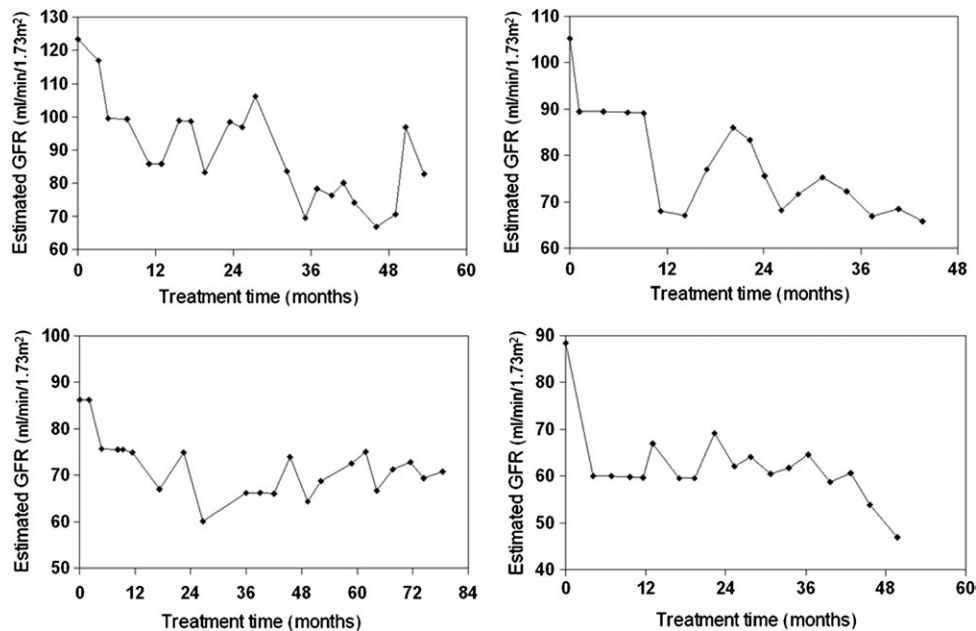 130
120
110
100
90
80
70
60
0 12 24 36 48 60
Estimated GFR (ml/min/1.73m²)
Treatment time (months)
110
100
90
80
70
60
0 12 24 36 48
Estimated GFR (ml/min/1.73m²)
Treatment time (months)
100
90
80
70
60
50
0 12 24 36 48 60 72 84
Estimated GFR (ml/min/1.73m²)
Treatment time (months)
90
80
70
60
50
40
0 12 24 36 48 60
Estimated GFR (ml/min/1.73m²)
Treatment time (months)